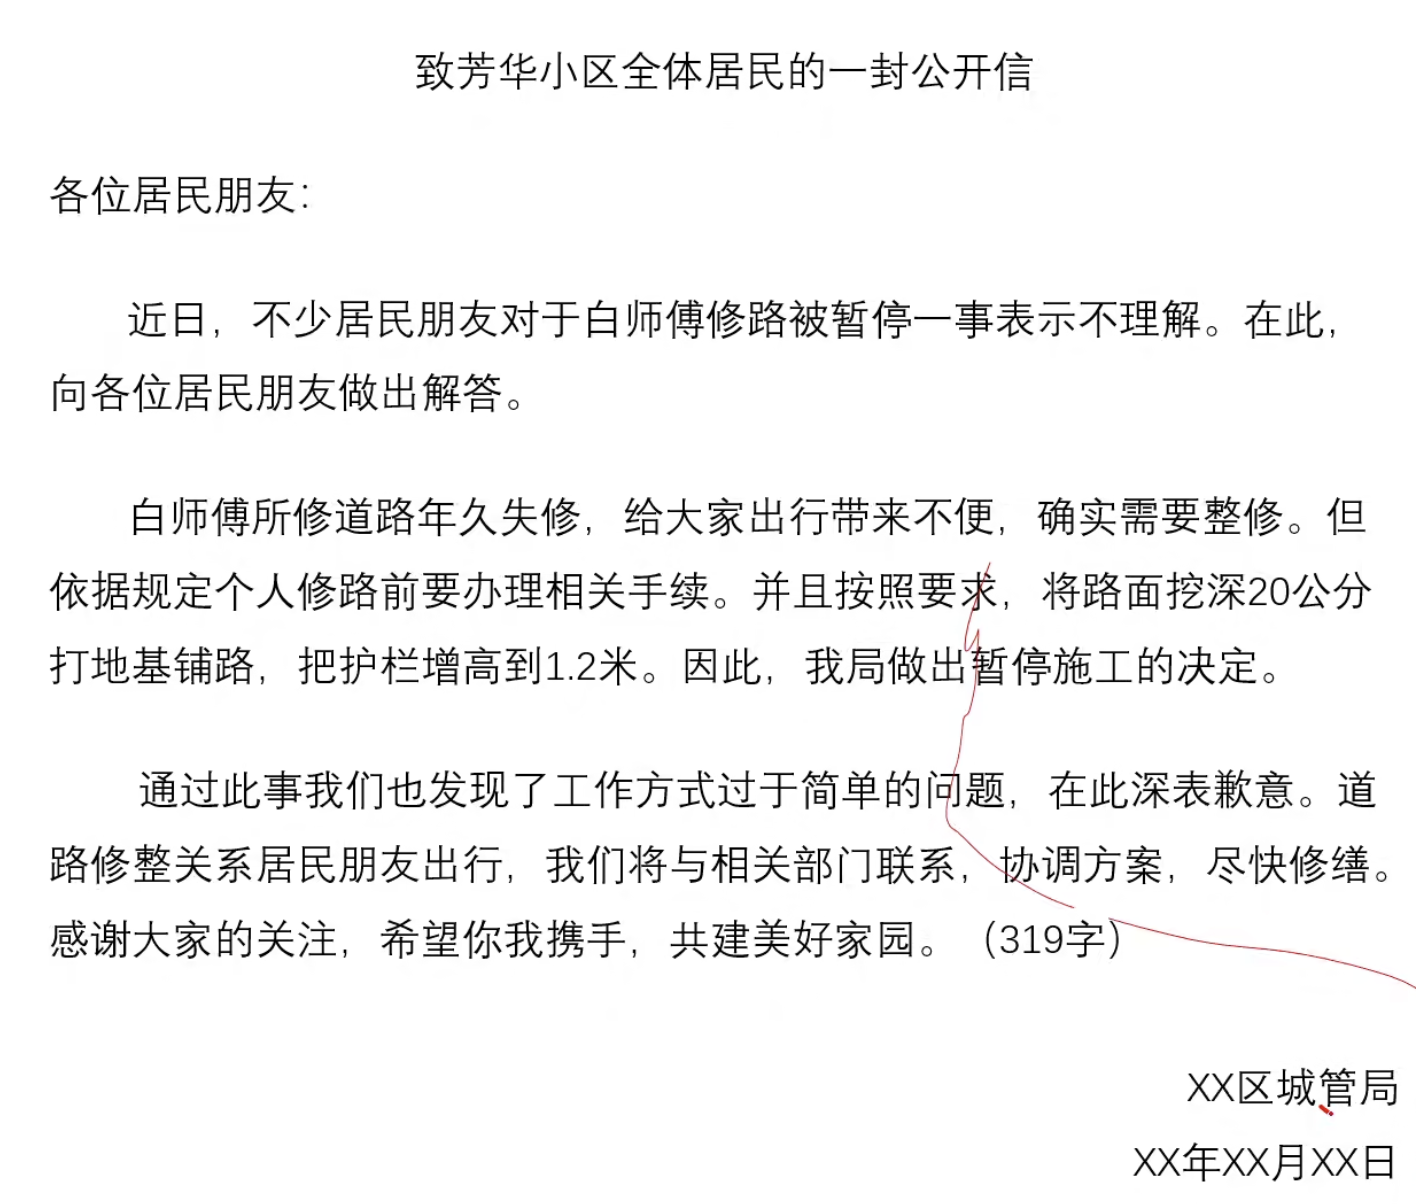 致芳华小区全体居民的一封公开信
各位居民朋友：
近日，不少居民朋友对于白师傅修路被暂停一事表示不理解。在此，
向各位居民朋友做出解答。
白师傅所修道路年久失修，给大家出行带来不便，确实需要整修。但
依据规定个人修路前要办理相关手续。并且按照要求，将路面挖深20公分
打地基铺路，把护栏增高到1.2米。因此，我局做出暂停施工的决定。
通过此事我们也发现了工作方式过于简单的问题，在此深表歉意。道
路修整关系居民朋友出行，我们将与相关部门联系，协调方案，尽快修缮。
感谢大家的关注，希望你我携手，共建美好家园。（319字）
XX区城管局
XX年XX月XX日